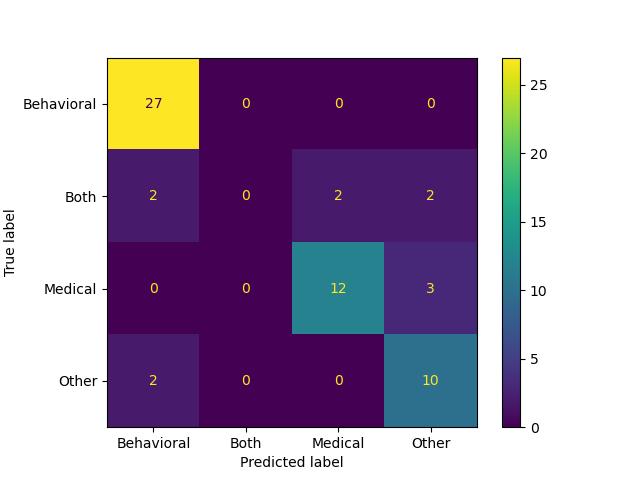 Behavioral 27 0 0 0
Both 2 0 2 2
Medical 0 0 12 3
Other 2 0 0 10
Behavioral Both Medical Other
Predicted label
True label
25
20
15
10
5
0